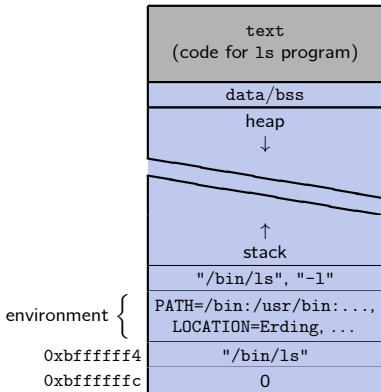 text
(code for ls program)
data/bss
heap
↓
↑
stack
"/bin/ls", "-l"
environment { PATH=/bin:/usr/bin:...,
LOCATION=Erding, ...
0xbffffff4 "/bin/ls"
0xbffffffc 0